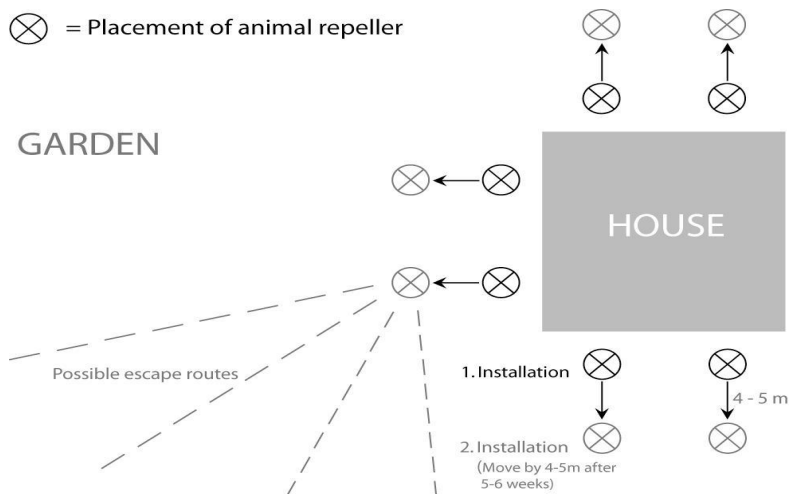 = Placement of animal repeller
GARDEN
HOUSE
Possible escape routes
1. Installation
4 - 5 m
2. Installation
(Move by 4-5m after
5-6 weeks)